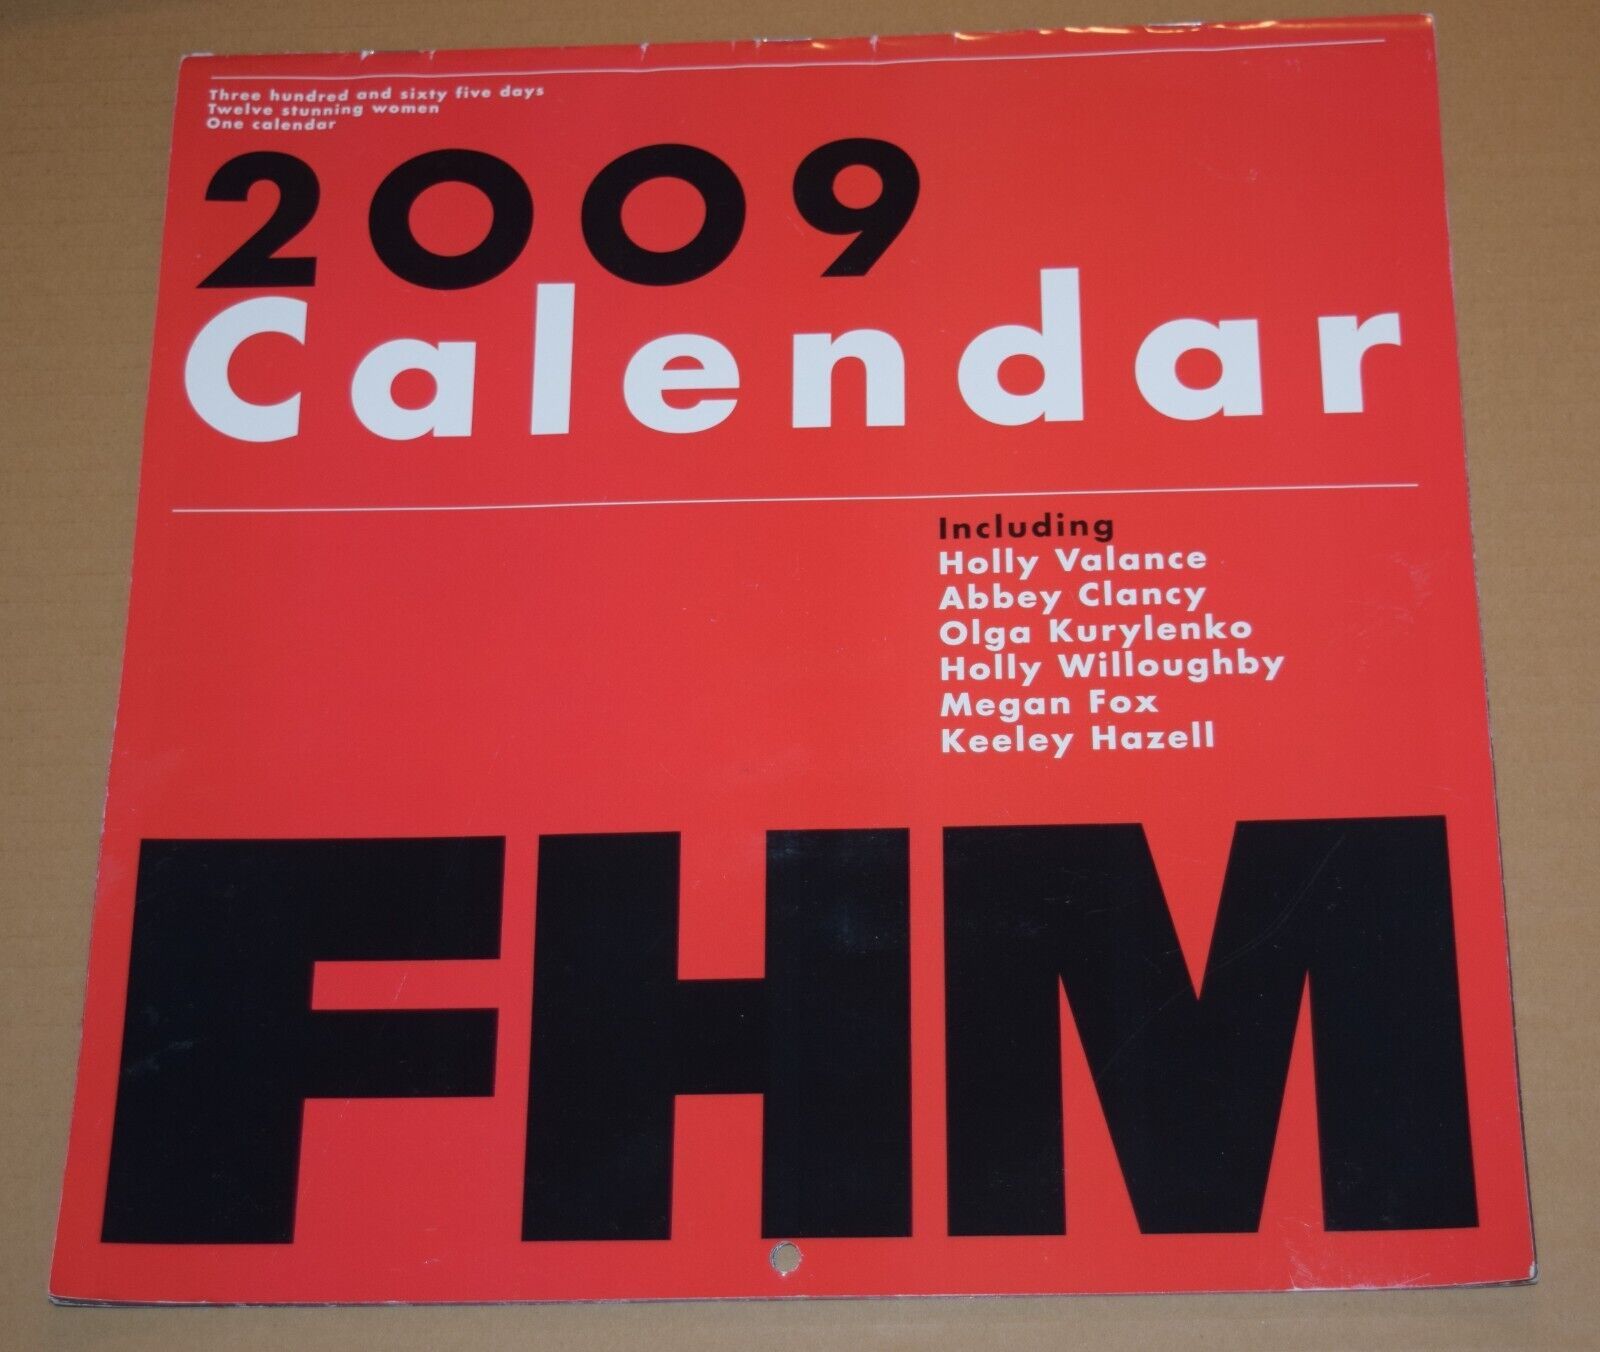 Three hundred and sixty five days
Twelve stunning women
One calendar
2009
Calendar
Including
Holly Valance
Abbey Clancy
Olga Kurylenko
Holly Willoughby
Megan Fox
Keeley Hazell
FHM